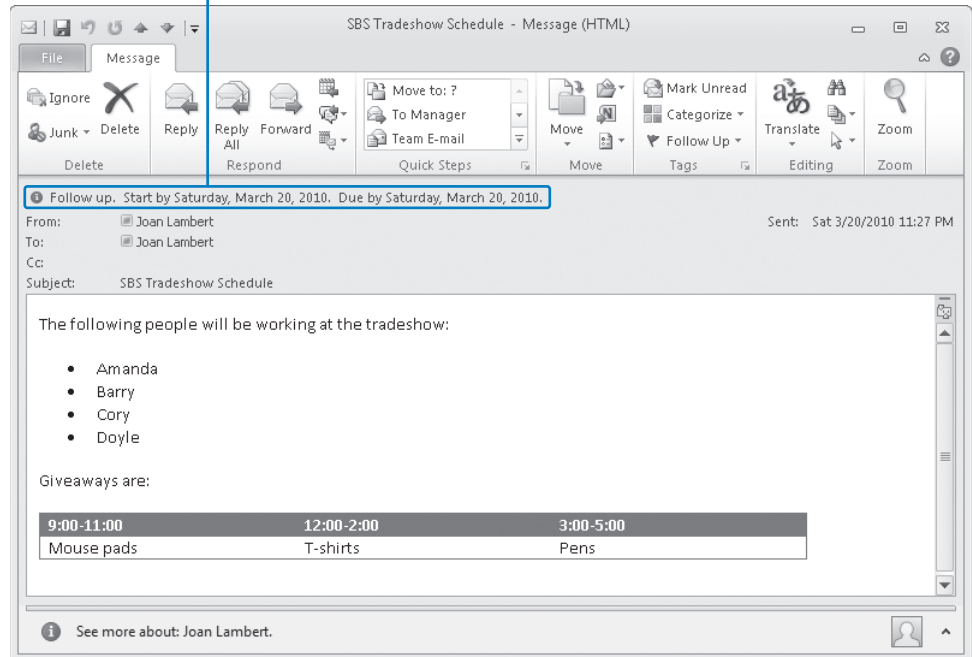 SBS Tradeshow Schedule - Message (HTML)
File Message
Ignore
Junk
Delete
Reply
Reply All
Forward
Move to: ?
To Manager
Team E-mail
Move
Mark Unread
Categorize
Follow Up
Translate
Zoom
Delete Respond Quick Steps Move Tags Editing Zoom
Follow up. Start by Saturday, March 20, 2010. Due by Saturday, March 20, 2010.
From: Joan Lambert Sent: Sat 3/20/2010 11:27 PM
To: Joan Lambert
Cc:
Subject: SBS Tradeshow Schedule
The following people will be working at the tradeshow:
• Amanda
• Barry
• Cory
• Doyle
Giveaways are:
9:00-11:00 12:00-2:00 3:00-5:00
Mouse pads T-shirts Pens
See more about: Joan Lambert.